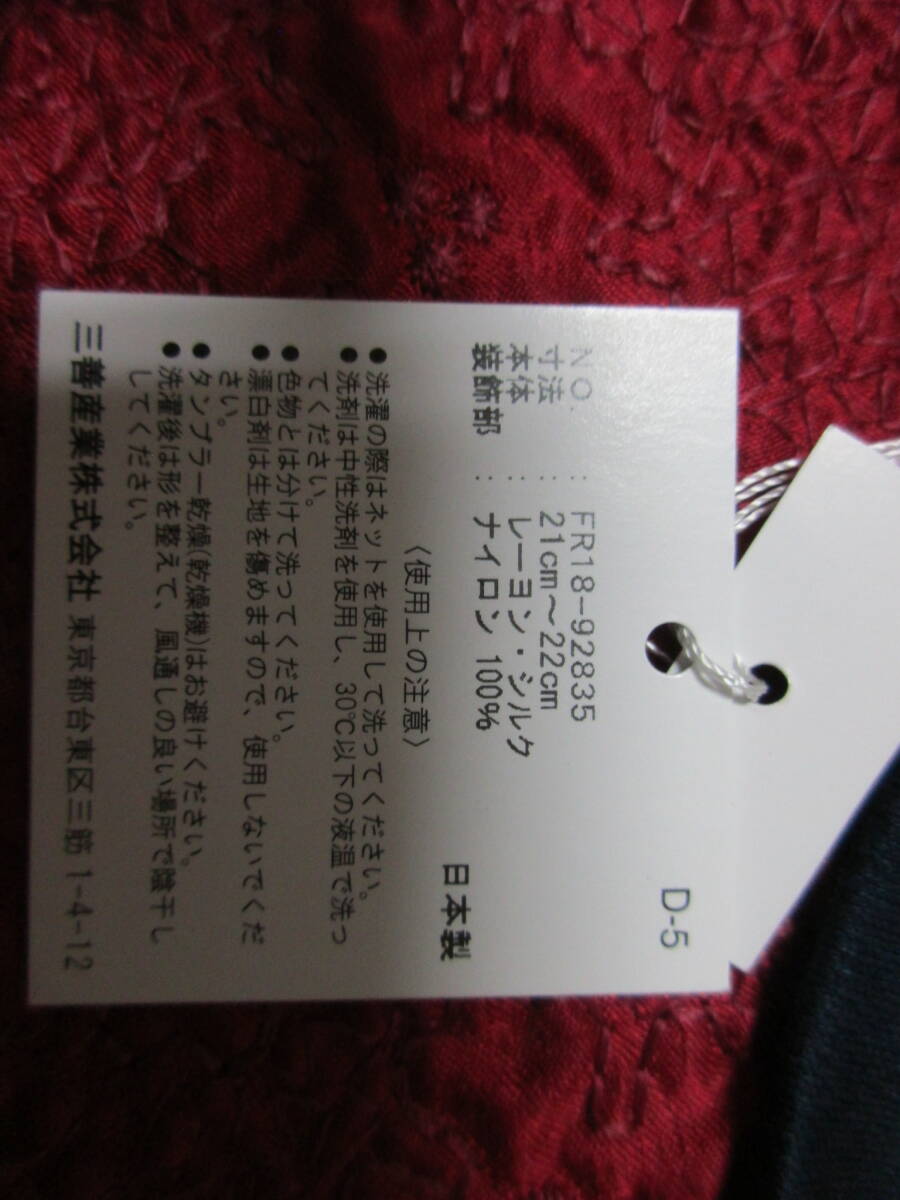 D-5
NO. : FR18-92835
寸法 : 21cm〜22cm
本体 : レーヨン・シルク
装飾部 : ナイロン 100%
日本製
〈使用上の注意〉
●洗濯の際はネットを使用して洗ってください。
●洗剤は中性洗剤を使用し、30℃以下の液温で洗っ
てください。
●色物とは分けて洗ってください。
●漂白剤は生地を傷めますので、使用しないでくだ
さい。
●タンブラー乾燥(乾燥機)はお避けください。
●洗濯後は形を整えて、風通しの良い場所で陰干し
してください。
三善産業株式会社 東京都台東区三筋 1-4-12